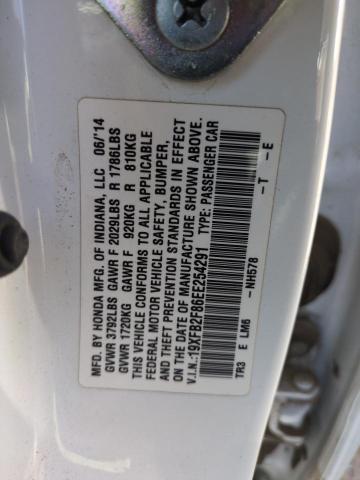 MFD. BY HONDA MFG. OF INDIANA, LLC 06/'14
GVWR 3792LBS GAWR F 2029LBS R 1786LBS
GVWR 1720KG GAWR F 920KG R 810KG
THIS VEHICLE CONFORMS TO ALL APPLICABLE
FEDERAL MOTOR VEHICLE SAFETY, BUMPER,
AND THEFT PREVENTION STANDARDS IN EFFECT
ON THE DATE OF MANUFACTURE SHOWN ABOVE.
V.I.N.:19XFB2F86EE254291 TYPE: PASSENGER CAR
TR3 E LM6 -NH578 -T -E